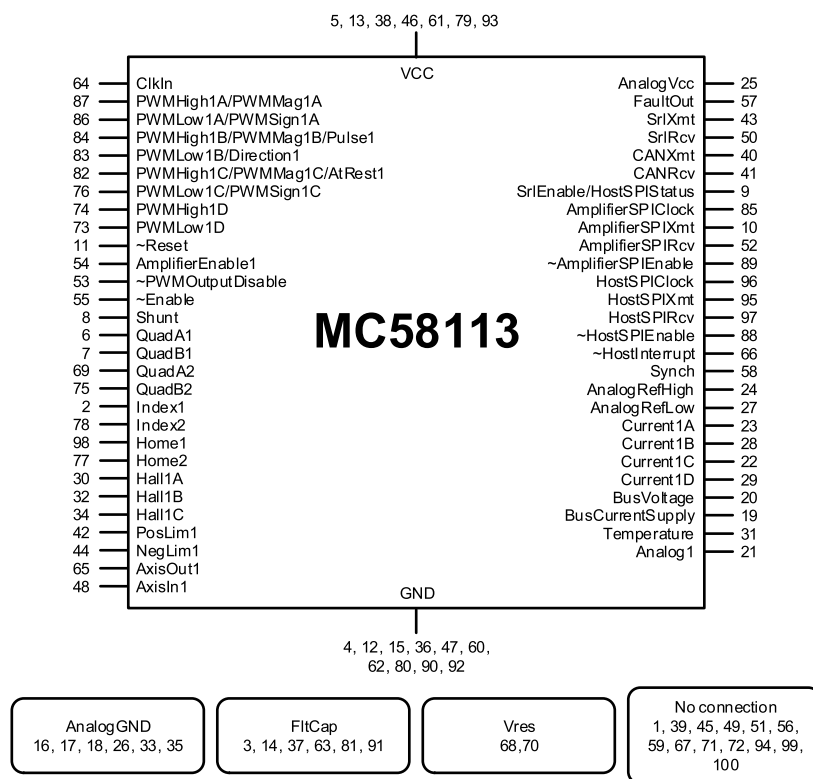 5, 13, 38, 46, 61, 79, 93
VCC
64 ClkIn
87 PWMHigh1A/PWMMag1A
86 PWMLow1A/PWMSign1A
84 PWMHigh1B/PWMMag1B/Pulse1
83 PWMLow1B/Direction1
82 PWMHigh1C/PWMMag1C/AtRest1
76 PWMLow1C/PWMSign1C
74 PWMHigh1D
73 PWMLow1D
11 ~Reset
54 AmplifierEnable1
53 ~PWMOutputDisable
55 ~Enable
8 Shunt
6 QuadA1
7 QuadB1
69 QuadA2
75 QuadB2
2 Index1
78 Index2
98 Home1
77 Home2
30 Hall1A
32 Hall1B
34 Hall1C
42 PosLim1
44 NegLim1
65 AxisOut1
48 AxisIn1
MC58113
AnalogVcc 25
FaultOut 57
SrlXmt 43
SrlRcv 50
CANXmt 40
CANRcv 41
SrlEnable/HostSPIStatus 9
AmplifierSPIClock 85
AmplifierSPIXmt 10
AmplifierSPIRcv 52
~AmplifierSPIEnable 89
HostSPIClock 96
HostSPIXmt 95
HostSPIRcv 97
~HostSPIEnable 88
~HostInterrupt 66
Synch 58
AnalogRefHigh 24
AnalogRefLow 27
Current1A 23
Current1B 28
Current1C 22
Current1D 29
BusVoltage 20
BusCurrentSupply 19
Temperature 31
Analog1 21
GND
4, 12, 15, 36, 47, 60,
62, 80, 90, 92
AnalogGND
16, 17, 18, 26, 33, 35
FltCap
3, 14, 37, 63, 81, 91
Vres
68,70
No connection
1, 39, 45, 49, 51, 56,
59, 67, 71, 72, 94, 99,
100